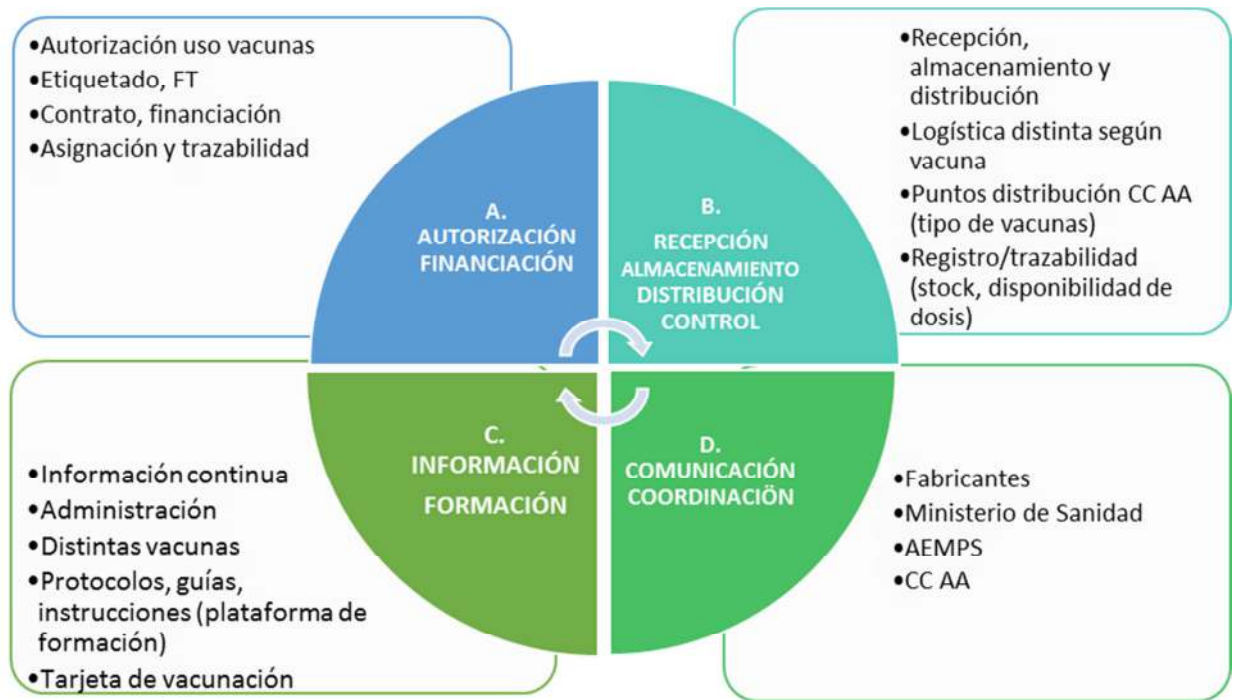 •Autorización uso vacunas
•Etiquetado, FT
•Contrato, financiación
•Asignación y trazabilidad
A.
AUTORIZACIÓN
FINANCIACIÓN
B.
RECEPCIÓN
ALMACENAMIENTO
DISTRIBUCIÓN
CONTROL
•Recepción,
almacenamiento y
distribución
•Logística distinta según
vacuna
•Puntos distribución CC AA
(tipo de vacunas)
•Registro/trazabilidad
(stock, disponibilidad de
dosis)
•Información continua
•Administración
•Distintas vacunas
•Protocolos, guías,
instrucciones (plataforma de
formación)
•Tarjeta de vacunación
C.
INFORMACIÓN
FORMACIÓN
D.
COMUNICACIÓN
COORDINACIÖN
•Fabricantes
•Ministerio de Sanidad
•AEMPS
•CC AA